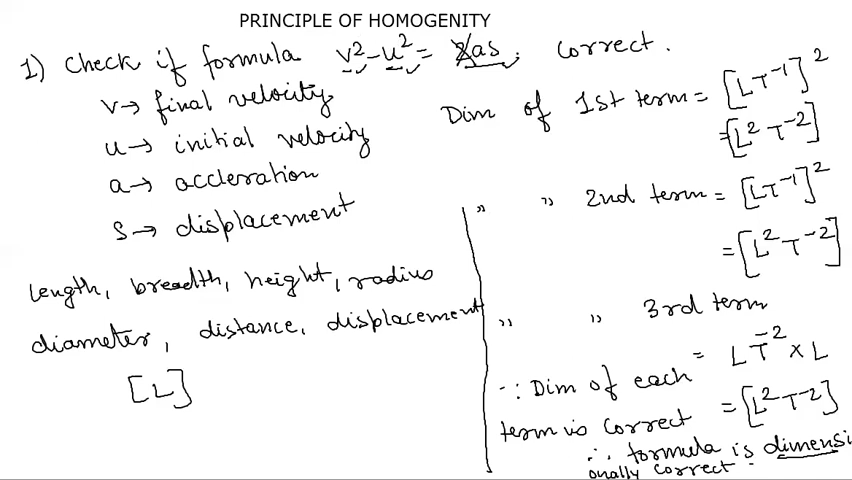 PRINCIPLE OF HOMOGENITY
1) Check if formula v²-u² = 2as, correct.
v→ final velocity
u→ initial velocity
a→ accleration
s→ displacement
length, breadth, height, radius
diameter, distance, displacement
[L]
Dim of 1st term = [LT⁻¹]²
=[L²T⁻²]
" " 2nd term = [LT⁻¹]²
= [L²T⁻²]
" " 3rd term
= LT⁻² × L
= [L²T⁻²]
∵ Dim of each
term is correct
∴ formula is dimensi
onally correct.